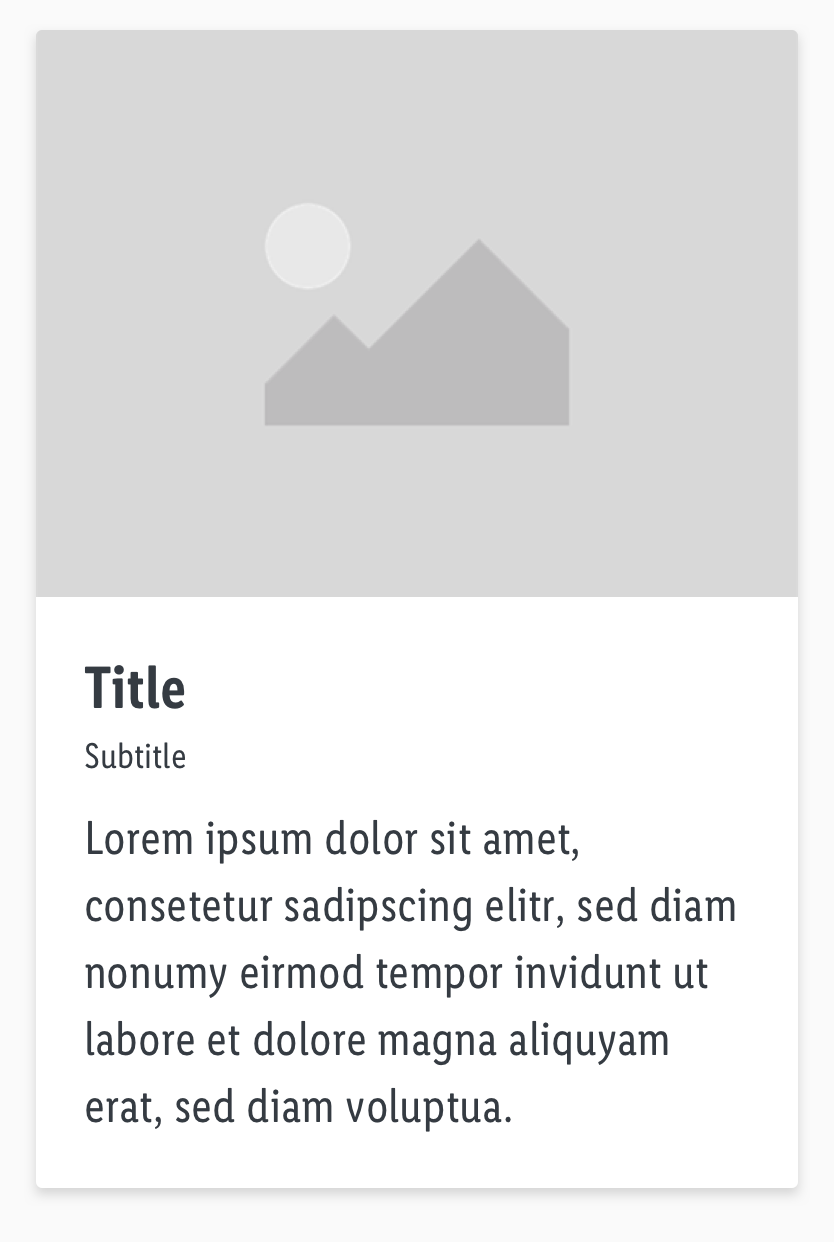 Title
Subtitle
Lorem ipsum dolor sit amet,
consetetur sadipscing elitr, sed diam
nonumy eirmod tempor invidunt ut
labore et dolore magna aliquyam
erat, sed diam voluptua.